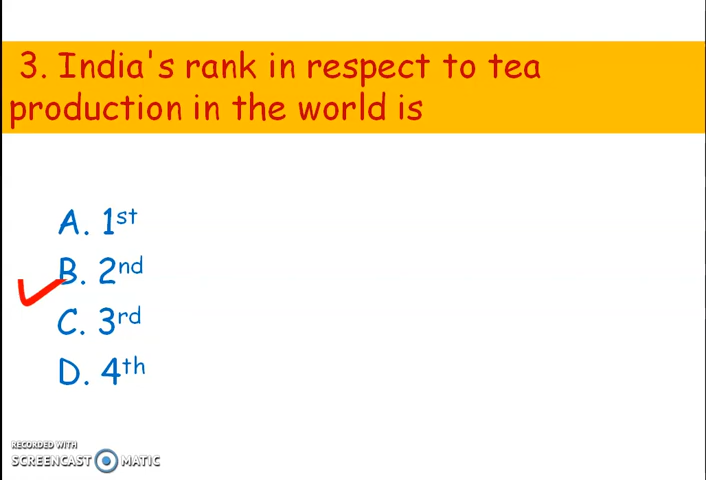 3. India's rank in respect to tea
production in the world is
A. 1st
B. 2nd
C. 3rd
D. 4th
RECORDED WITH
SCREENCAST MATIC